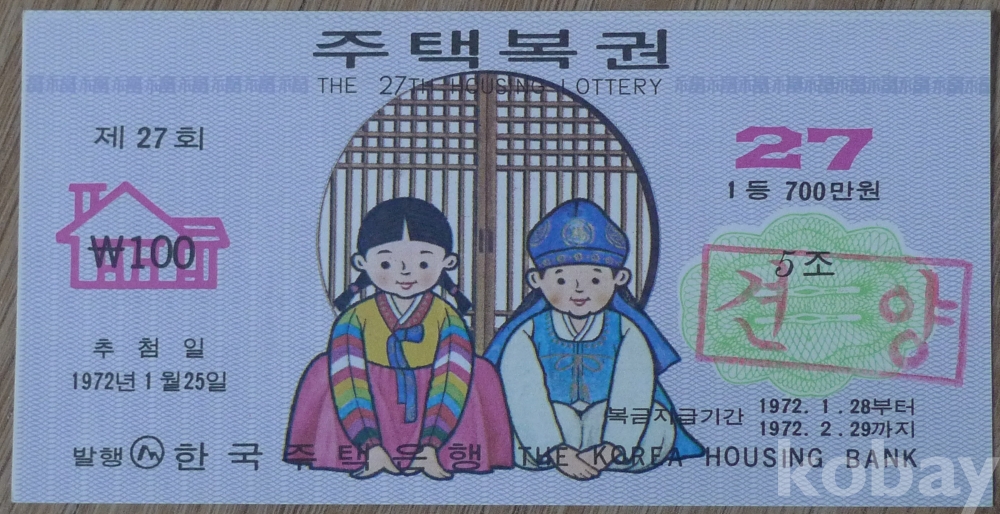 주택복권
THE 27TH HOUSING LOTTERY
제 27 회
27
1등 700만원
₩100
5조
견양
추첨일
1972년 1월25일
복금지급기간 1972. 1. 28부터
1972. 2. 29까지
발행 한국주택은행 THE KOREA HOUSING BANK
kobay